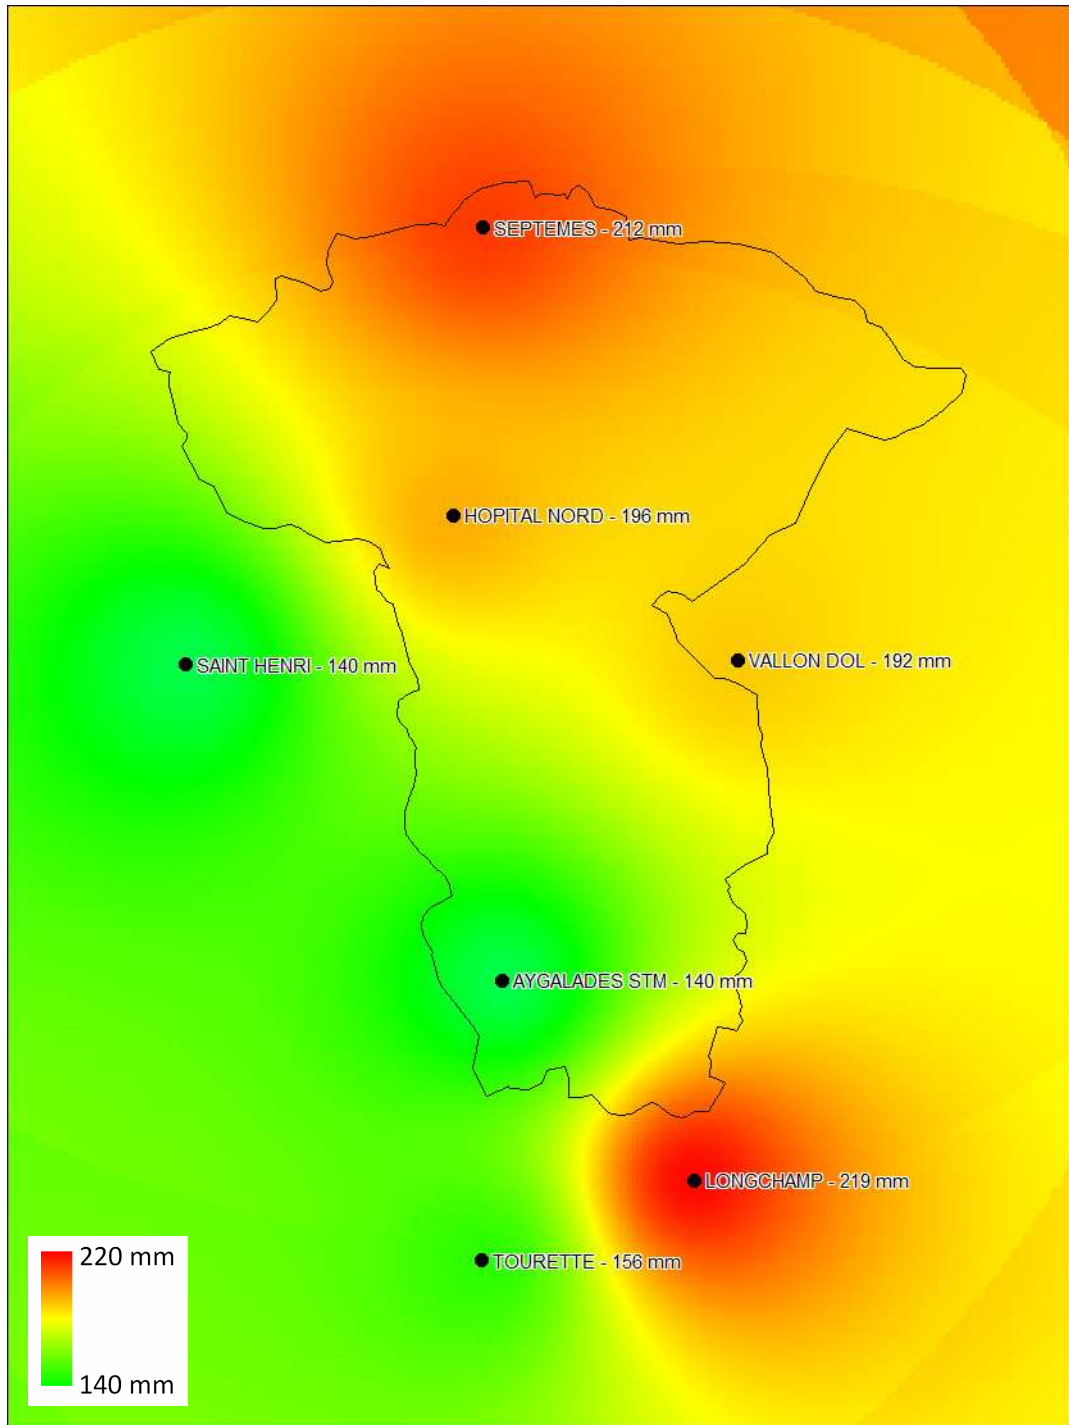 SEPTEMES - 212 mm
HOPITAL NORD - 196 mm
SAINT HENRI - 140 mm
VALLON DOL - 192 mm
AYGALADES STM - 140 mm
LONGCHAMP - 219 mm
TOURETTE - 156 mm
220 mm
140 mm